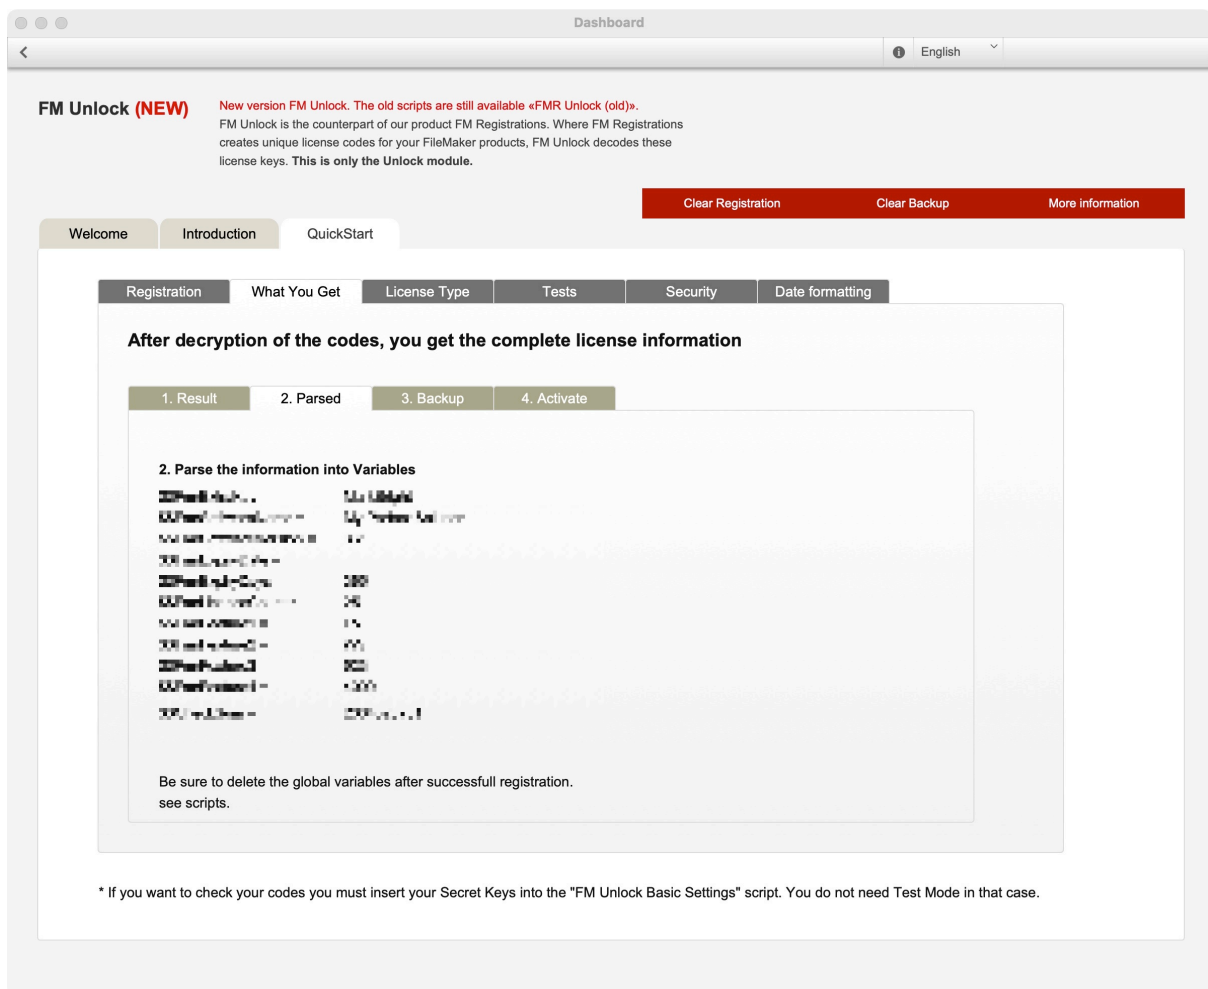 Dashboard
English
FM Unlock (NEW)
New version FM Unlock. The old scripts are still available «FMR Unlock (old)».
FM Unlock is the counterpart of our product FM Registrations. Where FM Registrations
creates unique license codes for your FileMaker products, FM Unlock decodes these
license keys. This is only the Unlock module.
Clear Registration Clear Backup More information
Welcome Introduction QuickStart
Registration What You Get License Type Tests Security Date formatting
After decryption of the codes, you get the complete license information
1. Result 2. Parsed 3. Backup 4. Activate
2. Parse the information into Variables
Be sure to delete the global variables after successfull registration.
see scripts.
* If you want to check your codes you must insert your Secret Keys into the "FM Unlock Basic Settings" script. You do not need Test Mode in that case.